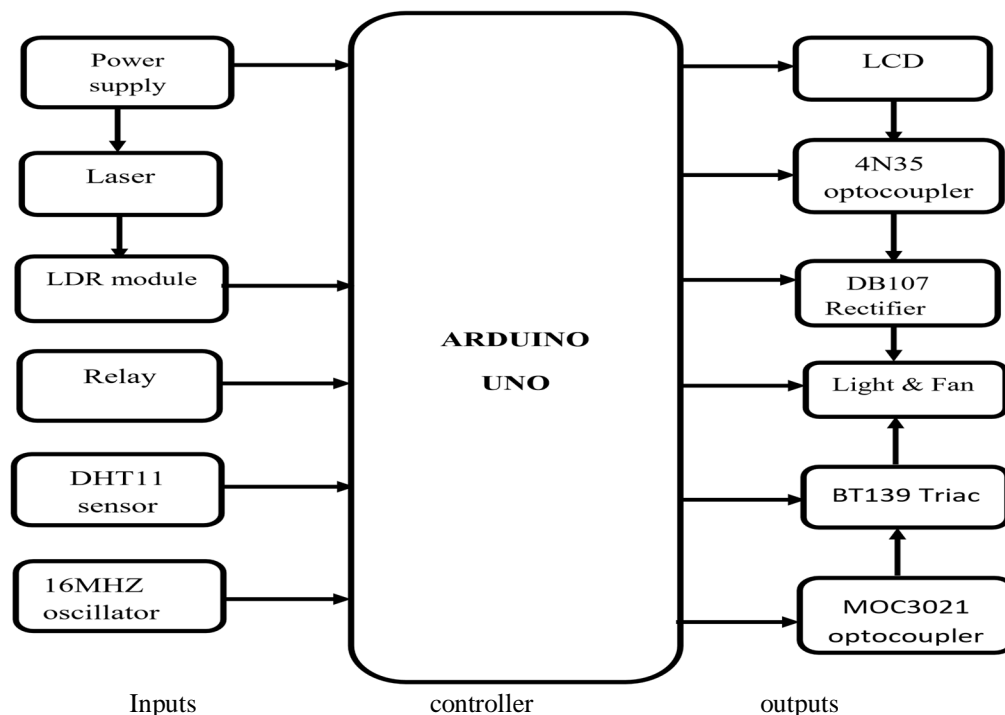 Power
supply
Laser
LDR module
Relay
DHT11
sensor
16MHZ
oscillator
ARDUINO
UNO
LCD
4N35
optocoupler
DB107
Rectifier
Light & Fan
BT139 Triac
MOC3021
optocoupler
Inputs
controller
outputs